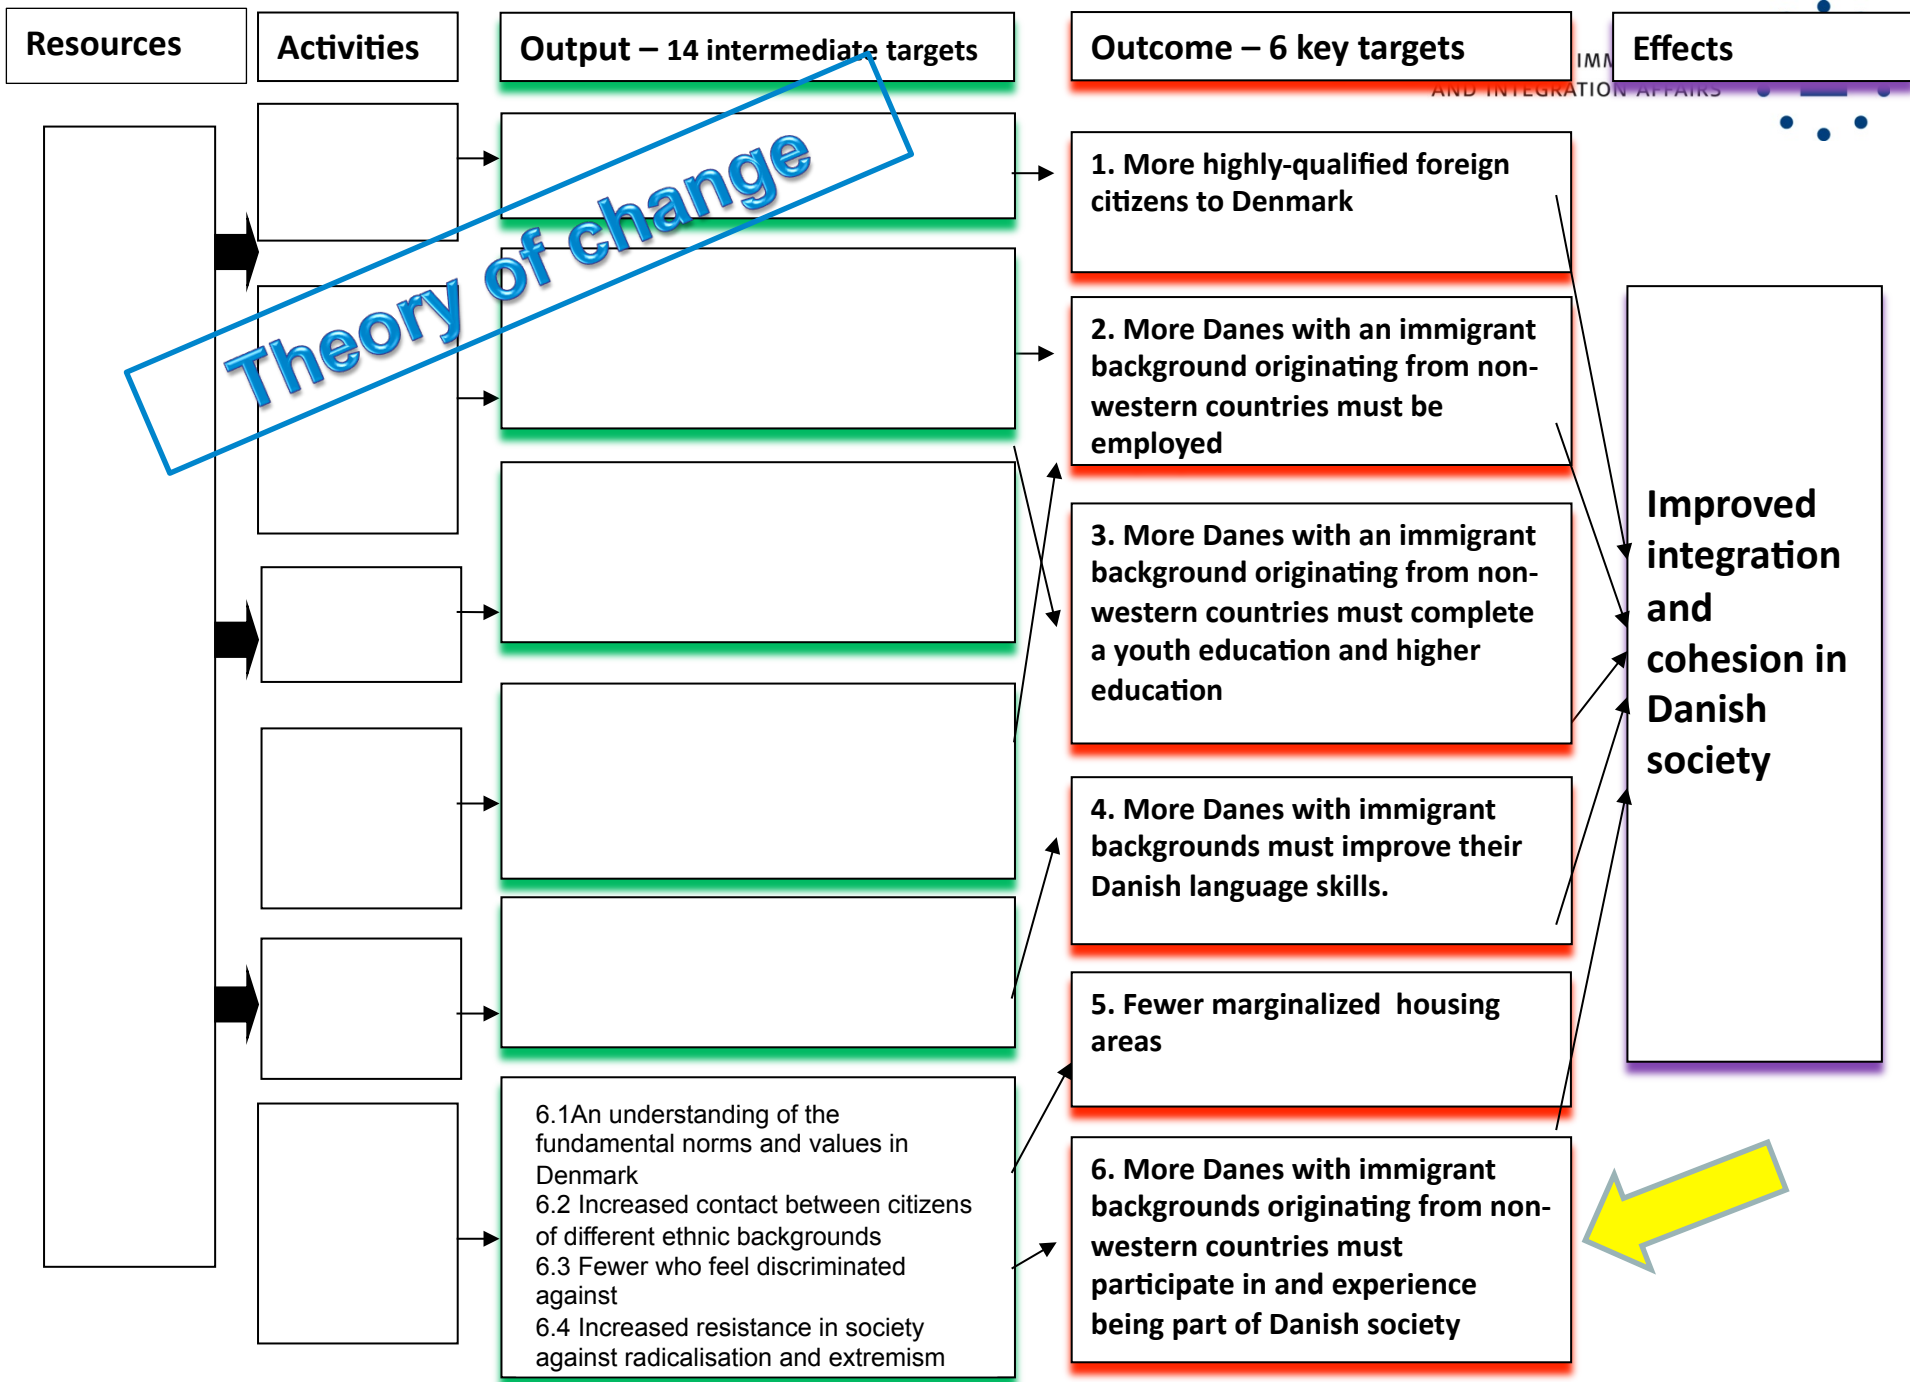 Resources
Activities
Output – 14 intermediate targets
Outcome – 6 key targets
Effects
AND INTEGRATION AFFAIRS
Theory of change
1. More highly-qualified foreign
citizens to Denmark
2. More Danes with an immigrant
background originating from non-
western countries must be
employed
3. More Danes with an immigrant
background originating from non-
western countries must complete
a youth education and higher
education
4. More Danes with immigrant
backgrounds must improve their
Danish language skills.
5. Fewer marginalized  housing
areas
6.1An understanding of the
fundamental norms and values in
Denmark
6.2 Increased contact between citizens
of different ethnic backgrounds
6.3 Fewer who feel discriminated
against
6.4 Increased resistance in society
against radicalisation and extremism
6. More Danes with immigrant
backgrounds originating from non-
western countries must
participate in and experience
being part of Danish society
Improved
integration
and
cohesion in
Danish
society